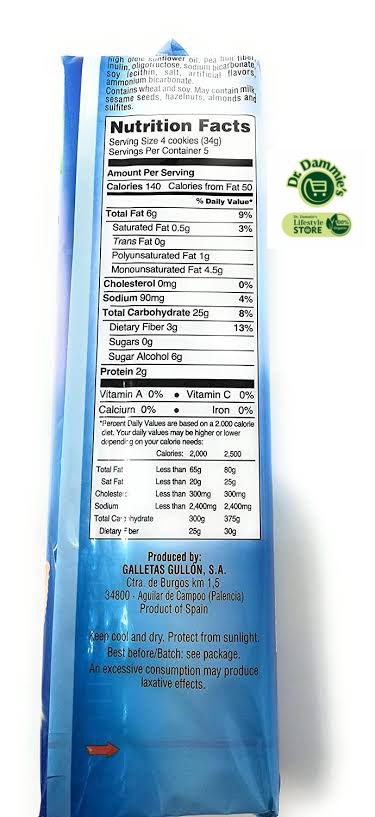 high oleic sunflower oil, pea fiber,
inulin, oligofructose, sodium bicarbonate,
soy lecithin, salt, artificial flavors,
ammonium bicarbonate.
Contains wheat and soy. May contain milk,
sesame seeds, hazelnuts, almonds and
sulfites.
Nutrition Facts
Serving Size 4 cookies (34g)
Servings Per Container 5
Amount Per Serving
Calories 140 Calories from Fat 50
% Daily Value*
Total Fat 6g 9%
Saturated Fat 0.5g 3%
Trans Fat 0g
Polyunsaturated Fat 1g
Monounsaturated Fat 4.5g
Cholesterol 0mg 0%
Sodium 90mg 4%
Total Carbohydrate 25g 8%
Dietary Fiber 3g 13%
Sugars 0g
Sugar Alcohol 6g
Protein 2g
Vitamin A 0% • Vitamin C 0%
Calcium 0% • Iron 0%
*Percent Daily Values are based on a 2.000 calorie
diet. Your daily values may be higher or lower
depending on your calorie needs:
Calories: 2,000 2,500
Total Fat Less than 65g 80g
Sat Fat Less than 20g 25g
Cholesterol Less than 300mg 300mg
Sodium Less than 2,400mg 2,400mg
Total Carbohydrate 300g 375g
Dietary Fiber 25g 30g
Produced by:
GALLETAS GULLÓN, S.A.
Ctra. de Burgos km 1,5
34800 - Aguilar de Campoo (Palencia)
Product of Spain
Keep cool and dry. Protect from sunlight.
Best before/Batch: see package.
An excessive consumption may produce
laxative effects.
Dr. Dammie's
Dr. Dammie's
Lifestyle
STORE
100%